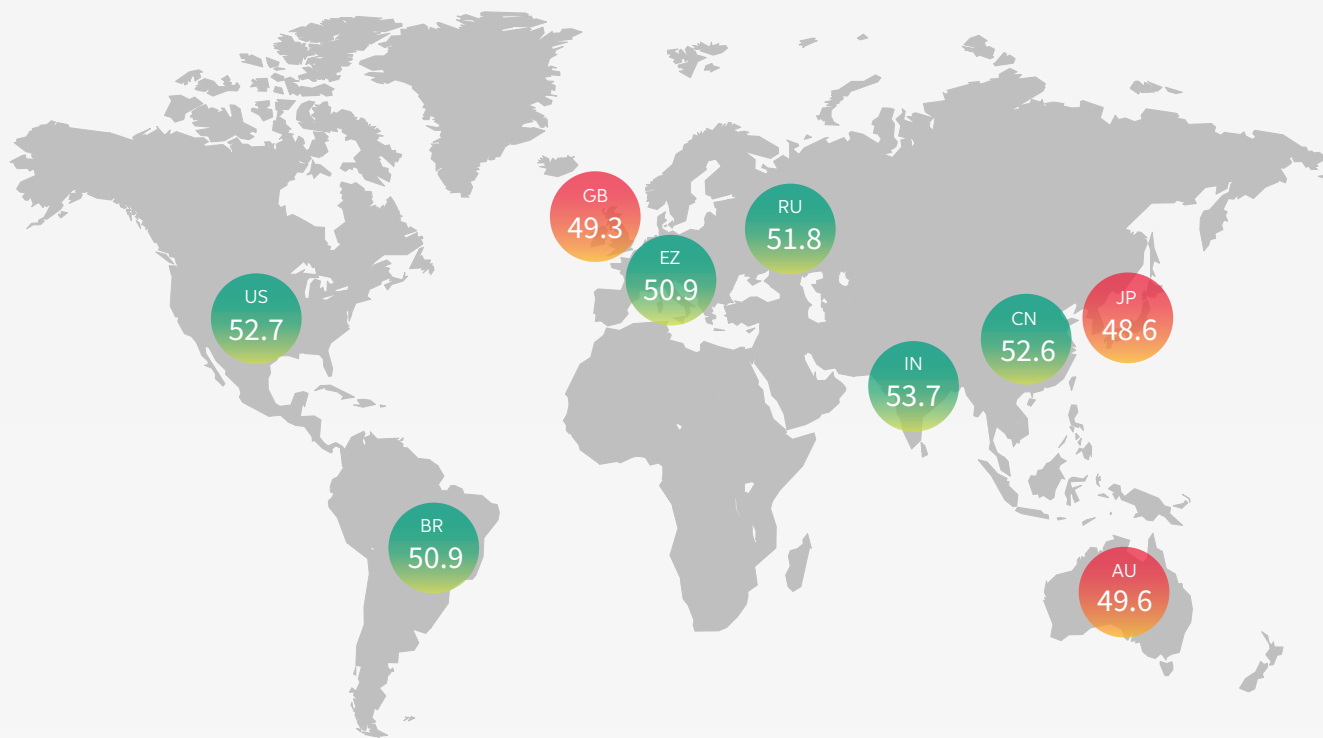 GB
49.3
RU
51.8
EZ
50.9
US
52.7
JP
48.6
CN
52.6
IN
53.7
BR
50.9
AU
49.6